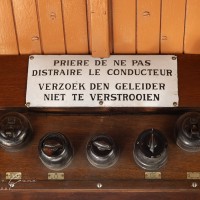 PRIERE DE NE PAS
DISTRAIRE LE CONDUCTEUR
VERZOEK DEN GELEIDER
NIET TE VERSTROOIEN